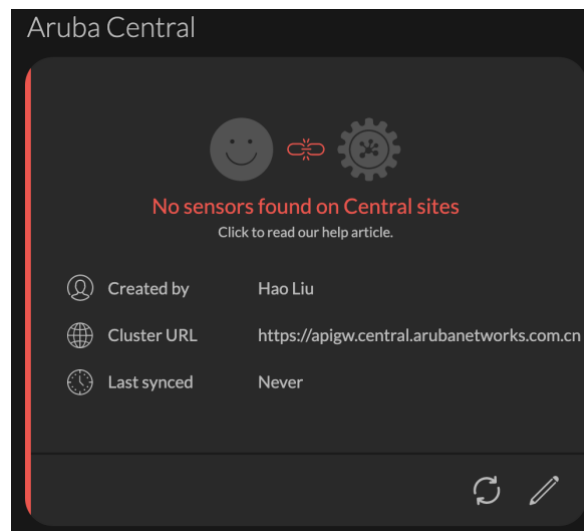 Aruba Central
No sensors found on Central sites
Click to read our help article.
Created by Hao Liu
Cluster URL https://apigw.central.arubanetworks.com.cn
Last synced Never